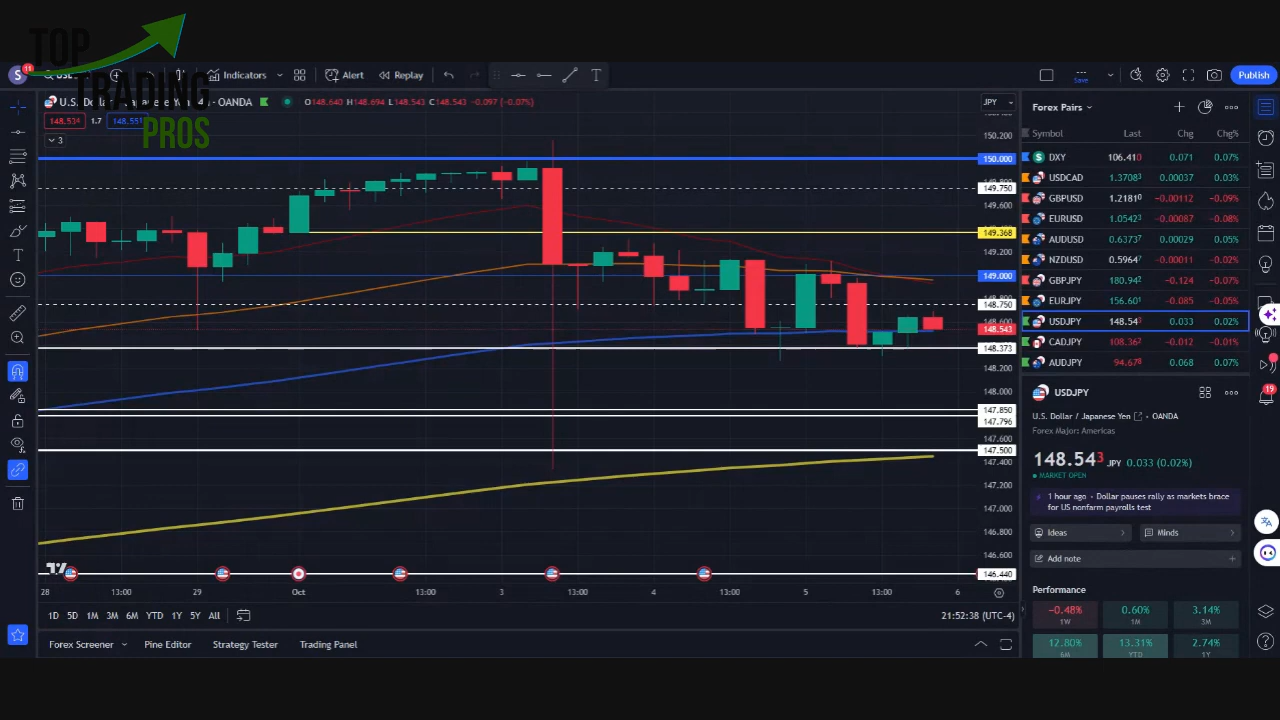 TOP
TRADING
PROS
S
11
Indicators
Alert
Replay
Save
Publish
U.S. Dollar
O148.640 H148.694 L148.543 C148.543 -0.097 (-0.07%)
OANDA
148.534 1.7 148.551
3
JPY
150.200
150.000
149.750
149.600
149.368
149.200
149.000
148.750
148.543
148.373
148.200
148.000
147.850
147.796
147.600
147.500
147.400
147.200
147.000
146.800
146.600
146.440
28 13:00 29 Oct 13:00 3 13:00 4 13:00 5 13:00 6
1D 5D 1M 3M 6M YTD 1Y 5Y All
21:52:38 (UTC-4)
Forex Screener Pine Editor Strategy Tester Trading Panel
Forex Pairs
Symbol Last Chg Chg%
DXY 106.410 0.071 0.07%
USDCAD 1.37083 0.00037 0.03%
GBPUSD 1.21810 -0.00112 -0.09%
EURUSD 1.05423 -0.00087 -0.08%
AUDUSD 0.63737 0.00029 0.05%
NZDUSD 0.59647 -0.00011 -0.02%
GBPJPY 180.942 -0.124 -0.07%
EURJPY 156.601 -0.085 -0.05%
USDJPY 148.543 0.033 0.02%
CADJPY 108.362 -0.012 -0.01%
AUDJPY 94.676 0.068 0.07%
USDJPY
U.S. Dollar / Japanese Yen • OANDA
Forex Major: Americas
148.543 JPY 0.033 (0.02%)
MARKET OPEN
1 hour ago • Dollar pauses rally as markets brace
for US nonfarm payrolls test
Ideas Minds
Add note
Performance
-0.48% 0.60% 3.14%
1W 1M 3M
12.80% 13.31% 2.74%
6M YTD 1Y
19